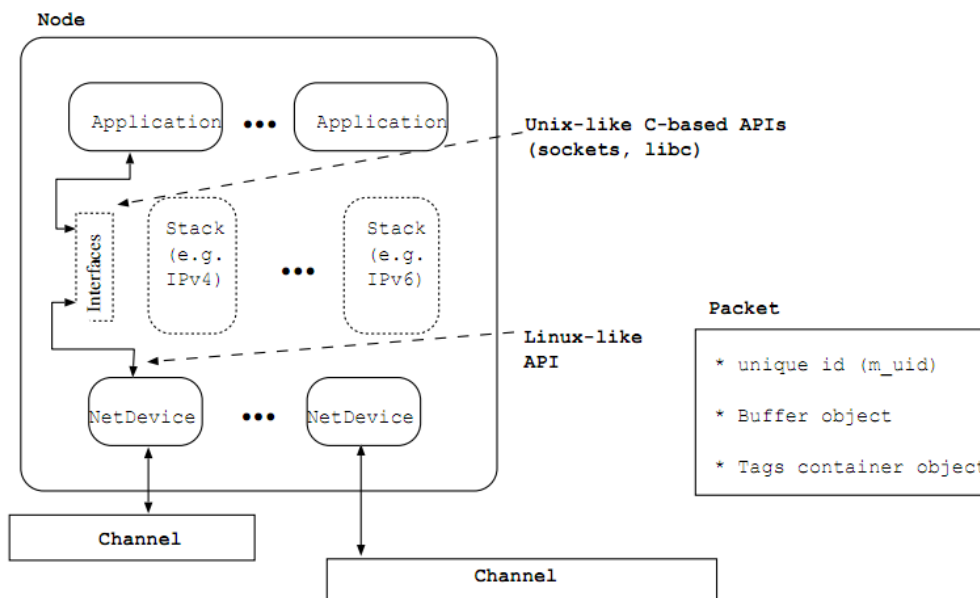 Node
Application ••• Application
Unix-like C-based APIs
(sockets, libc)
Interfaces
Stack
(e.g.
IPv4)
•••
Stack
(e.g.
IPv6)
Linux-like
API
NetDevice ••• NetDevice
Channel
Channel
Packet
* unique id (m_uid)
* Buffer object
* Tags container object